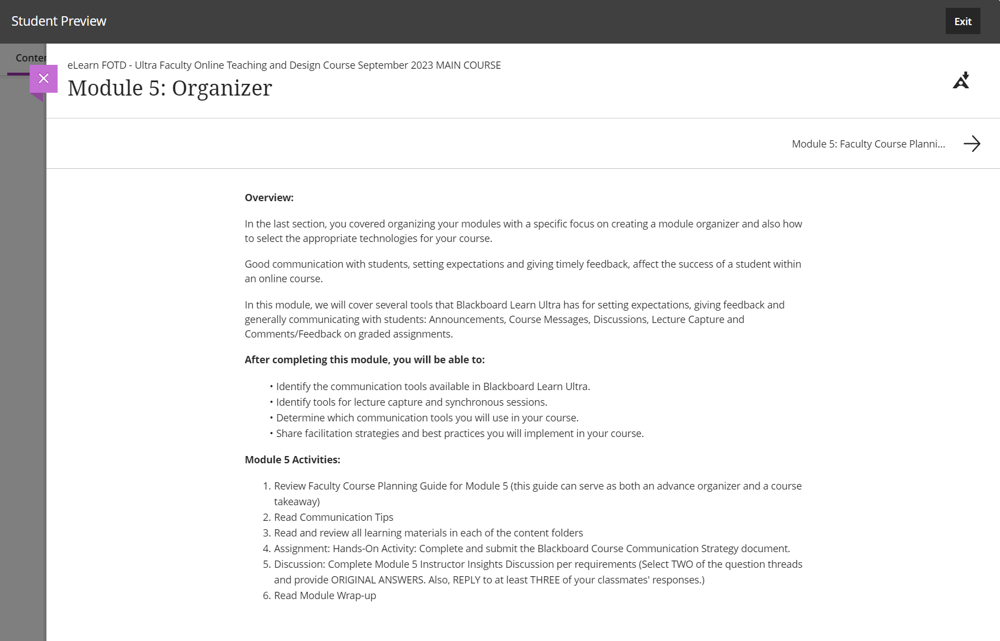 Student Preview
Exit
Conten
eLearn FOTD - Ultra Faculty Online Teaching and Design Course September 2023 MAIN COURSE
Module 5: Organizer
Module 5: Faculty Course Planni...
Overview:
In the last section, you covered organizing your modules with a specific focus on creating a module organizer and also how
to select the appropriate technologies for your course.
Good communication with students, setting expectations and giving timely feedback, affect the success of a student within
an online course.
In this module, we will cover several tools that Blackboard Learn Ultra has for setting expectations, giving feedback and
generally communicating with students: Announcements, Course Messages, Discussions, Lecture Capture and
Comments/Feedback on graded assignments.
After completing this module, you will be able to:
• Identify the communication tools available in Blackboard Learn Ultra.
• Identify tools for lecture capture and synchronous sessions.
• Determine which communication tools you will use in your course.
• Share facilitation strategies and best practices you will implement in your course.
Module 5 Activities:
1. Review Faculty Course Planning Guide for Module 5 (this guide can serve as both an advance organizer and a course
takeaway)
2. Read Communication Tips
3. Read and review all learning materials in each of the content folders
4. Assignment: Hands-On Activity: Complete and submit the Blackboard Course Communication Strategy document.
5. Discussion: Complete Module 5 Instructor Insights Discussion per requirements (Select TWO of the question threads
and provide ORIGINAL ANSWERS. Also, REPLY to at least THREE of your classmates' responses.)
6. Read Module Wrap-up